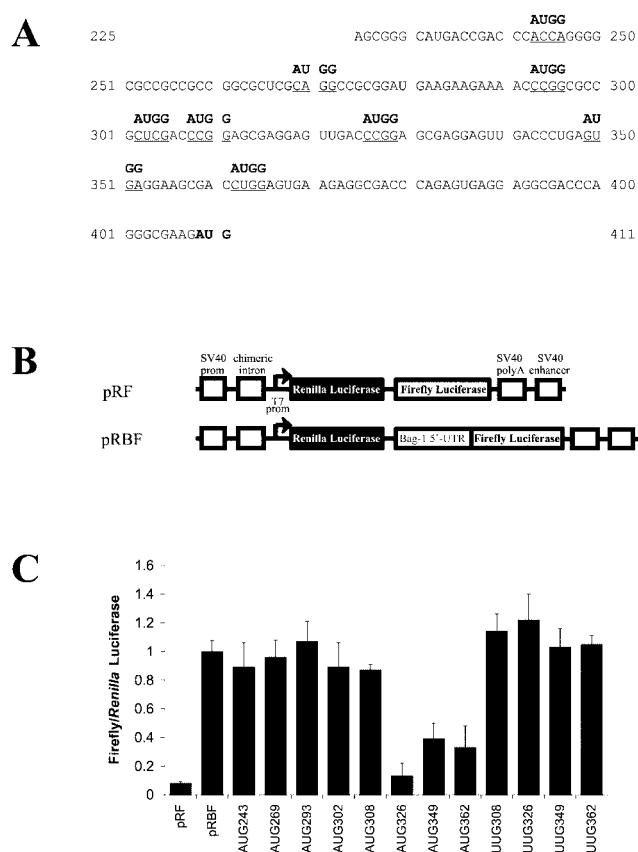 A
AUGG
225 AGCGGG CAUGACCGAC CCACCAGGGG 250
AU GG AUGG
251 CGCCGCCGCC GGCGCUCGCA GGCCGCGGAU GAAGAAGAAA ACCCGGCGCC 300
AUGG AUG G AUGG AU
301 GCUCGACCCG GAGCGAGGAG UUGACCCGGA GCGAGGAGUU GACCCUGAGU 350
GG AUGG
351 GAGGAAGCGAC CUGGAGUGA AGAGGCGACC CAGAGUGAGG AGGCGACCCA 400
401 GGGCGAAGAU G 411
B
SV40 prom chimeric intron SV40 polyA SV40 enhancer
pRF Renilla Luciferase Firefly Luciferase
T7 prom
pRBF Renilla Luciferase Bag-1 5'-UTR Firefly Luciferase
C
Firefly/Renilla Luciferase
1.6
1.4
1.2
1
0.8
0.6
0.4
0.2
0
pRF pRBF AUG243 AUG269 AUG293 AUG302 AUG308 AUG326 AUG349 AUG362 UUG308 UUG326 UUG349 UUG362